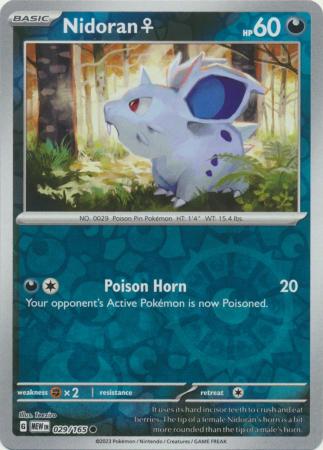 BASIC
Nidoran♀
HP60
NO. 0029 Poison Pin Pokémon HT: 1'4" WT: 15.4 lbs.
Poison Horn 20
Your opponent's Active Pokémon is now Poisoned.
weakness ×2 resistance retreat
Illus. Teeziro
G MEW EN 029/165
It uses its hard incisor teeth to crush and eat
berries. The tip of a female Nidoran's horn is a bit
more rounded than the tip of a male's horn.
©2023 Pokémon / Nintendo / Creatures / GAME FREAK